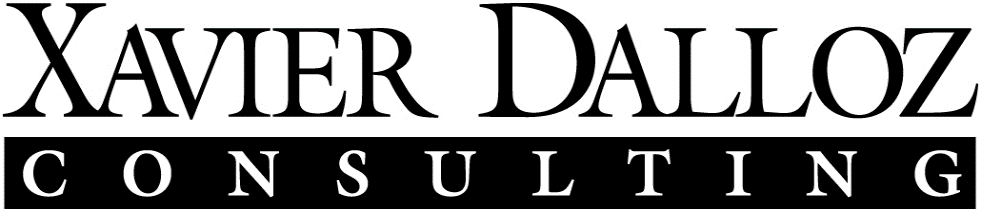 XAVIER DALLOZ
CONSULTING